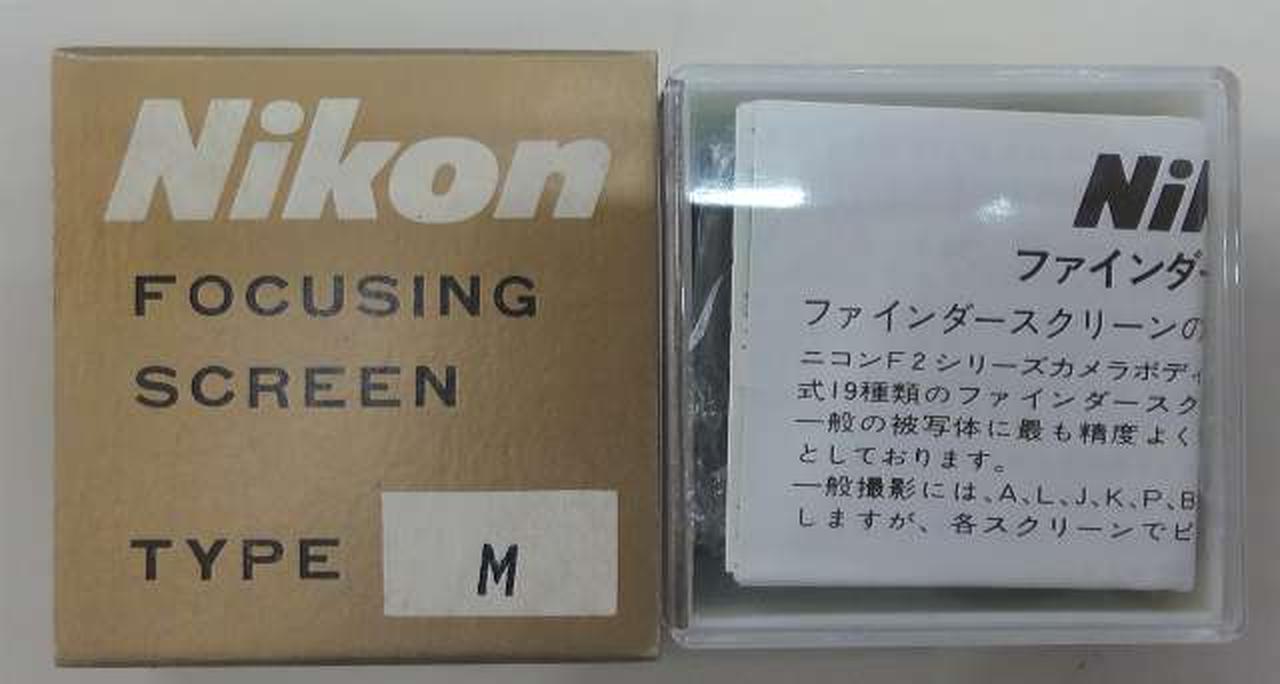 Nikon
FOCUSING
SCREEN
TYPE M
Ni
ファインダー
ファインダースクリーンの
ニコンF2シリーズカメラボディ
式19種類のファインダースク
一般の被写体に最も精度よく
としております。
一般撮影には、A、L、J、K、P、B
しますが、各スクリーンでピ